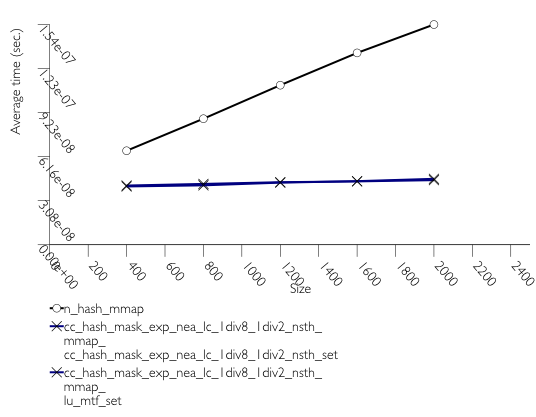 Average time (sec.)
1.54e-07
1.23e-07
9.23e-08
6.16e-08
3.08e-08
0.00e+00
0
200
400
600
800
1000
1200
1400
1600
1800
2000
2200
2400
Size
n_hash_mmap
cc_hash_mask_exp_nea_lc_1div8_1div2_nsth_
mmap_
cc_hash_mask_exp_nea_lc_1div8_1div2_nsth_set
cc_hash_mask_exp_nea_lc_1div8_1div2_nsth_
mmap_
lu_mtf_set